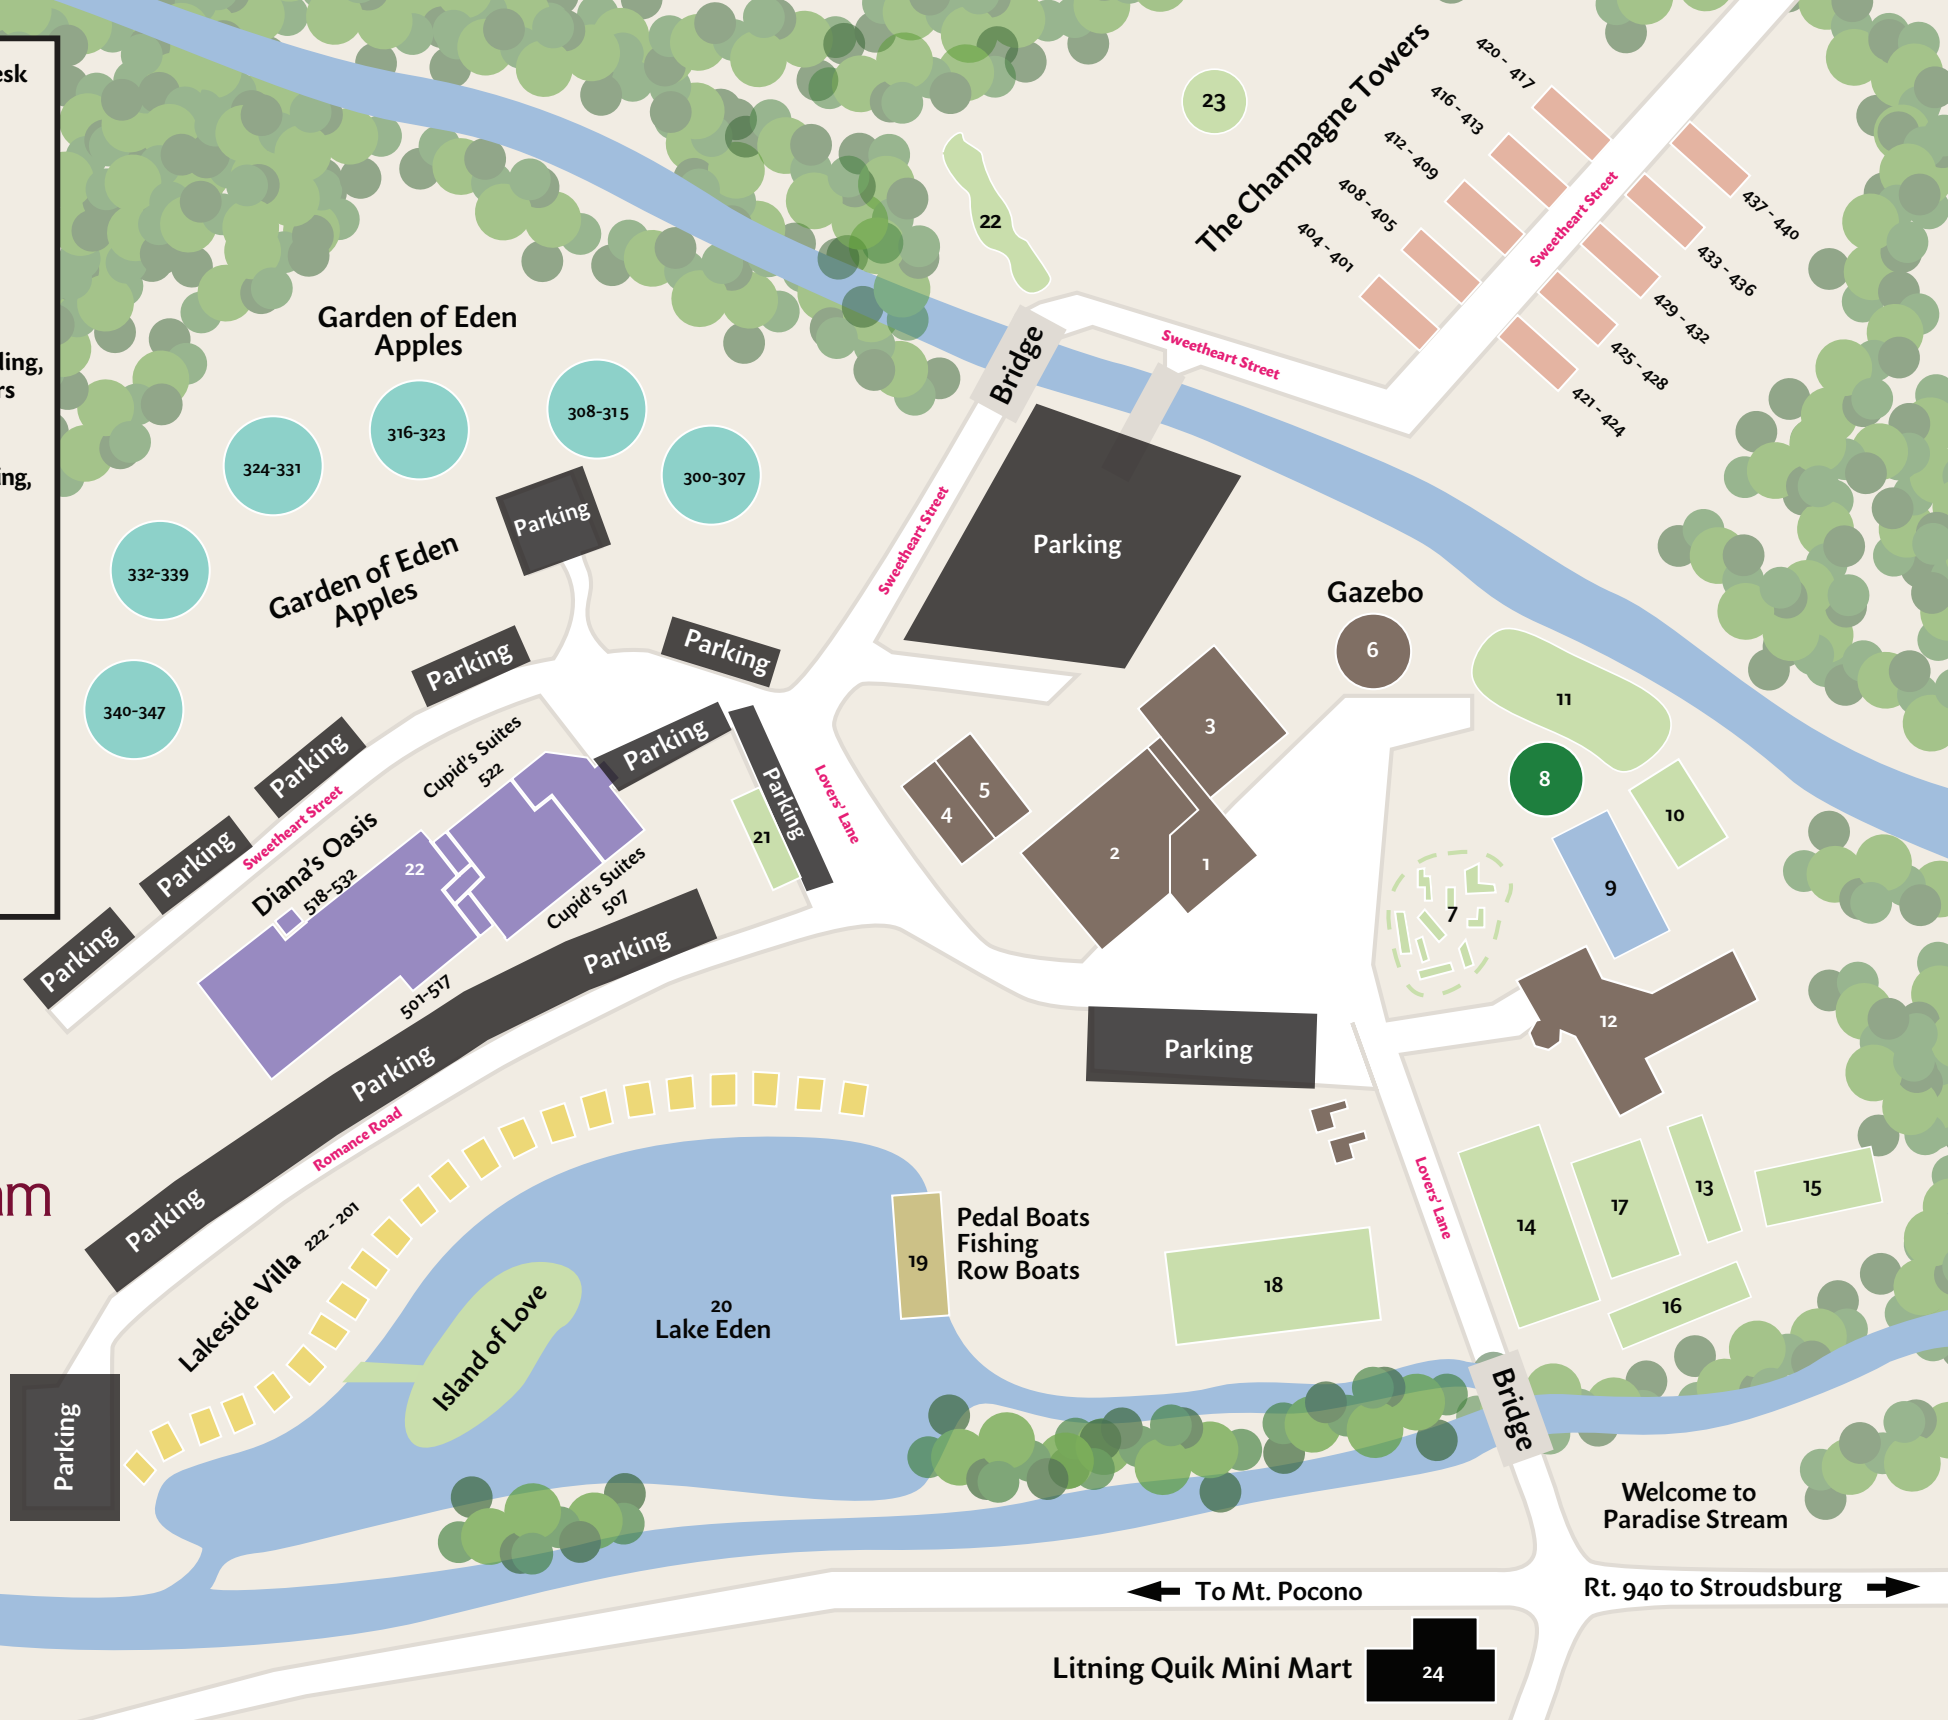 esk
ding,
rs
ing,
am
Garden of Eden
Apples
324-331
316-323
308-315
300-307
332-339
340-347
Garden of Eden
Apples
Parking
Parking
Parking
Parking
Parking
Parking
Parking
Parking
Sweetheart Street
Sweetheart Street
Bridge
22
23
The Champagne Towers
420 - 417
416 - 413
412 - 409
408 - 405
404 - 401
Sweetheart Street
Sweetheart Street
437 - 440
433 - 436
429 - 432
425 - 428
421 - 424
Parking
Gazebo
6
11
8
10
9
7
12
3
2
1
5
4
Lovers' Lane
21
Cupid's Suites
522
Diana's Oasis
518-532
22
Cupid's Suites
507
501-517
Parking
Parking
Parking
Romance Road
Parking
Lakeside Villa 222 - 201
Parking
Island of Love
20
Lake Eden
19
Pedal Boats
Fishing
Row Boats
18
Lovers' Lane
14
17
13
15
16
Bridge
Welcome to
Paradise Stream
To Mt. Pocono
Rt. 940 to Stroudsburg
Litning Quik Mini Mart
24